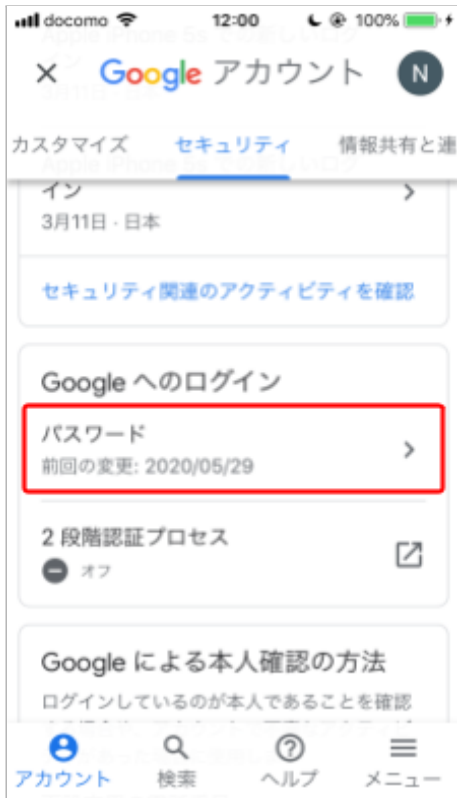 docomo 12:00 100%
× Google アカウント N
カスタマイズ セキュリティ 情報共有と連
イン
3月11日 · 日本
セキュリティ関連のアクティビティを確認
Google へのログイン
パスワード
前回の変更: 2020/05/29
2 段階認証プロセス
オフ
Google による本人確認の方法
ログインしているのが本人であることを確認
アカウント 検索 ヘルプ メニュー